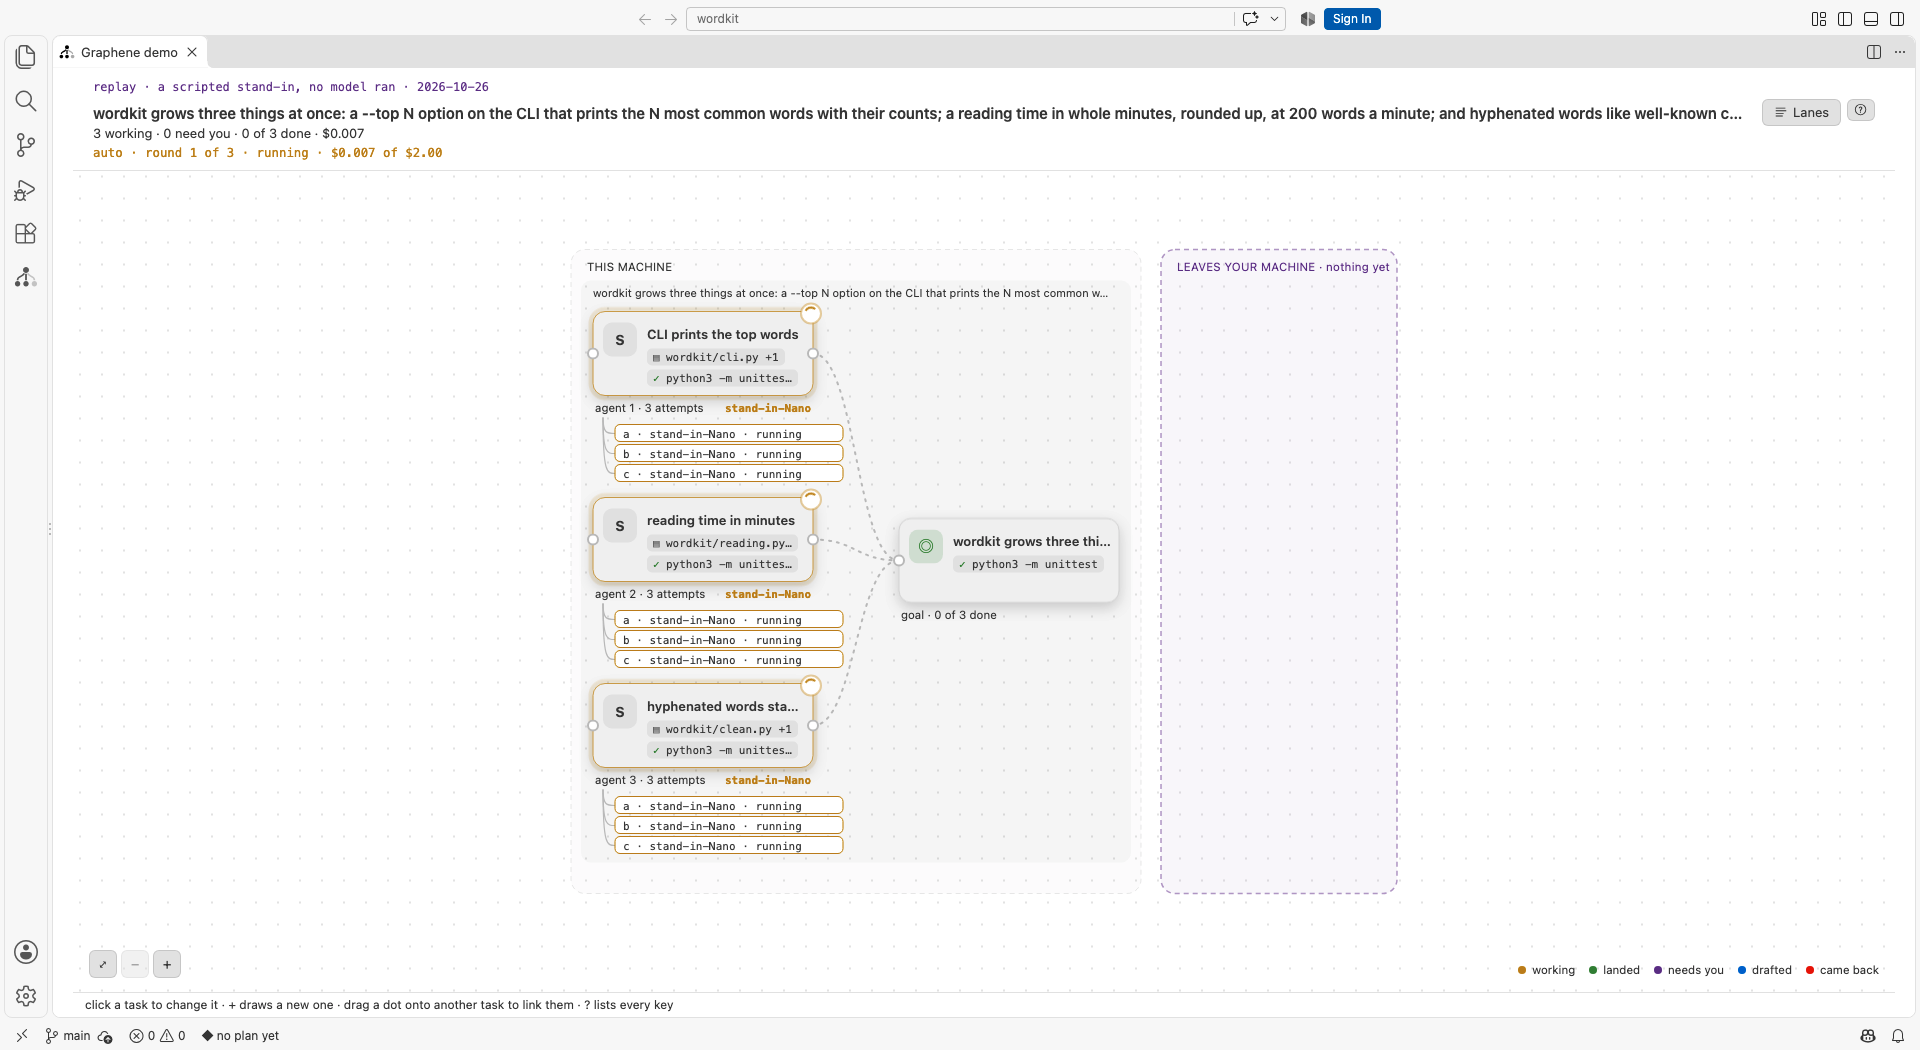 wordkit
Sign In
Graphene demo
replay · a scripted stand-in, no model ran · 2026-10-26
wordkit grows three things at once: a --top N option on the CLI that prints the N most common words with their counts; a reading time in whole minutes, rounded up, at 200 words a minute; and hyphenated words like well-known c...
Lanes
3 working · 0 need you · 0 of 3 done · $0.007
auto · round 1 of 3 · running · $0.007 of $2.00
THIS MACHINE
LEAVES YOUR MACHINE · nothing yet
wordkit grows three things at once: a --top N option on the CLI that prints the N most common w...
S
CLI prints the top words
wordkit/cli.py +1
✓ python3 -m unittes…
agent 1 · 3 attempts
stand-in-Nano
a · stand-in-Nano · running
b · stand-in-Nano · running
c · stand-in-Nano · running
S
reading time in minutes
wordkit/reading.py…
✓ python3 -m unittes…
agent 2 · 3 attempts
stand-in-Nano
a · stand-in-Nano · running
b · stand-in-Nano · running
c · stand-in-Nano · running
wordkit grows three thi...
✓ python3 -m unittest
goal · 0 of 3 done
S
hyphenated words sta...
wordkit/clean.py +1
✓ python3 -m unittes…
agent 3 · 3 attempts
stand-in-Nano
a · stand-in-Nano · running
b · stand-in-Nano · running
c · stand-in-Nano · running
working
landed
needs you
drafted
came back
click a task to change it · + draws a new one · drag a dot onto another task to link them · ? lists every key
main
0
0
no plan yet